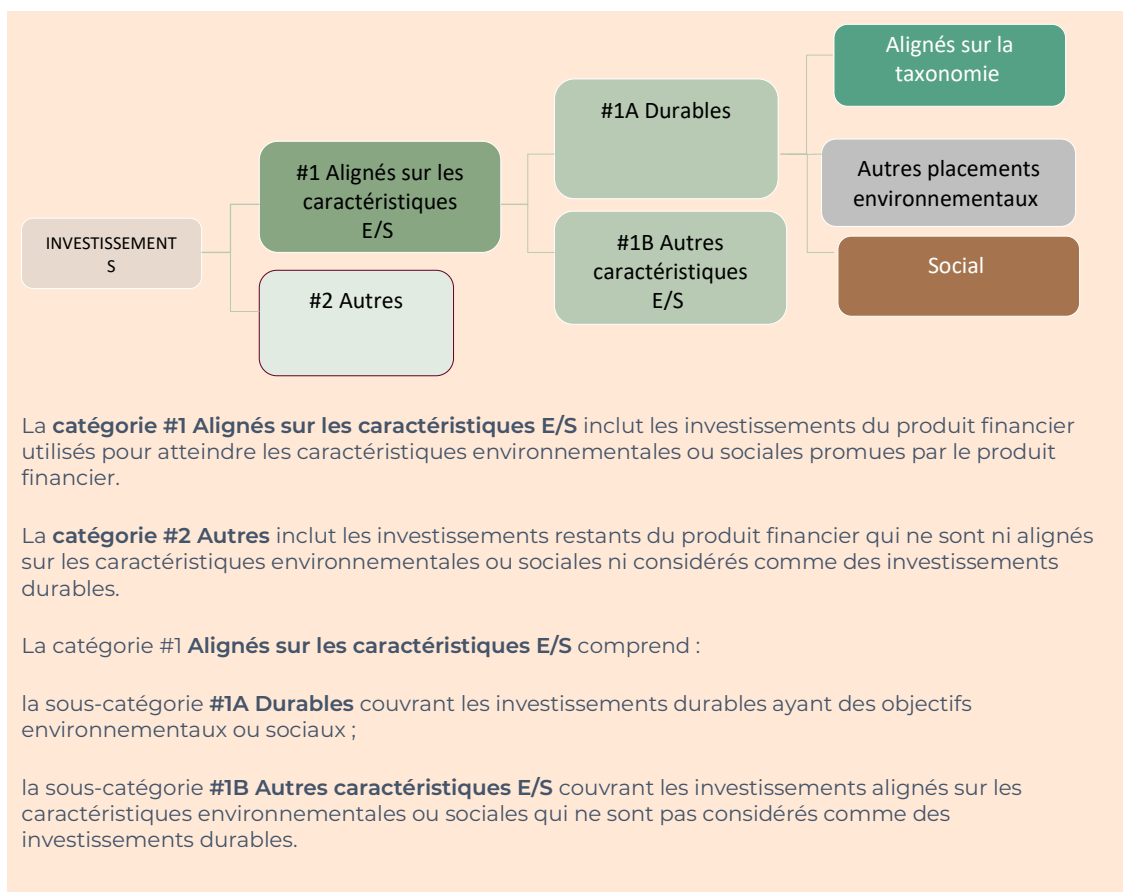 INVESTISSEMENT
S
#1 Alignés sur les
caractéristiques
E/S
#2 Autres
#1A Durables
#1B Autres
caractéristiques
E/S
Alignés sur la
taxonomie
Autres placements
environnementaux
Social
La catégorie #1 Alignés sur les caractéristiques E/S inclut les investissements du produit financier
utilisés pour atteindre les caractéristiques environnementales ou sociales promues par le produit
financier.
La catégorie #2 Autres inclut les investissements restants du produit financier qui ne sont ni alignés
sur les caractéristiques environnementales ou sociales ni considérés comme des investissements
durables.
La catégorie #1 Alignés sur les caractéristiques E/S comprend :
la sous-catégorie #1A Durables couvrant les investissements durables ayant des objectifs
environnementaux ou sociaux ;
la sous-catégorie #1B Autres caractéristiques E/S couvrant les investissements alignés sur les
caractéristiques environnementales ou sociales qui ne sont pas considérés comme des
investissements durables.